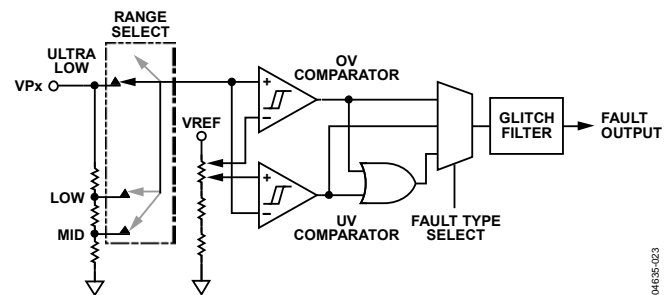 RANGE
SELECT
ULTRA
LOW
VPx
LOW
MID
VREF
+
–
+
–
OV
COMPARATOR
UV
COMPARATOR
FAULT TYPE
SELECT
GLITCH
FILTER
FAULT
OUTPUT
04635-023